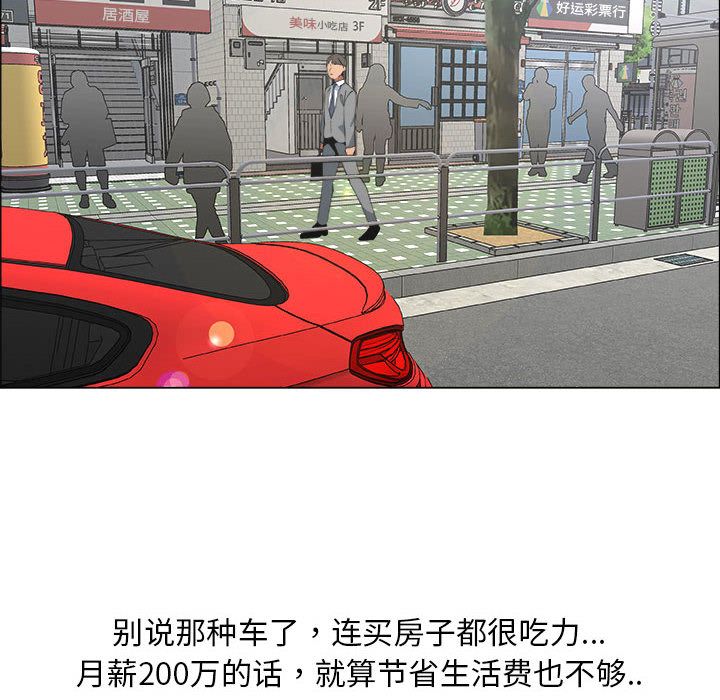 居酒屋
美味小吃店 3F
2F
好运彩票行
别说那种车了，连买房子都很吃力...
月薪200万的话，就算节省生活费也不够..